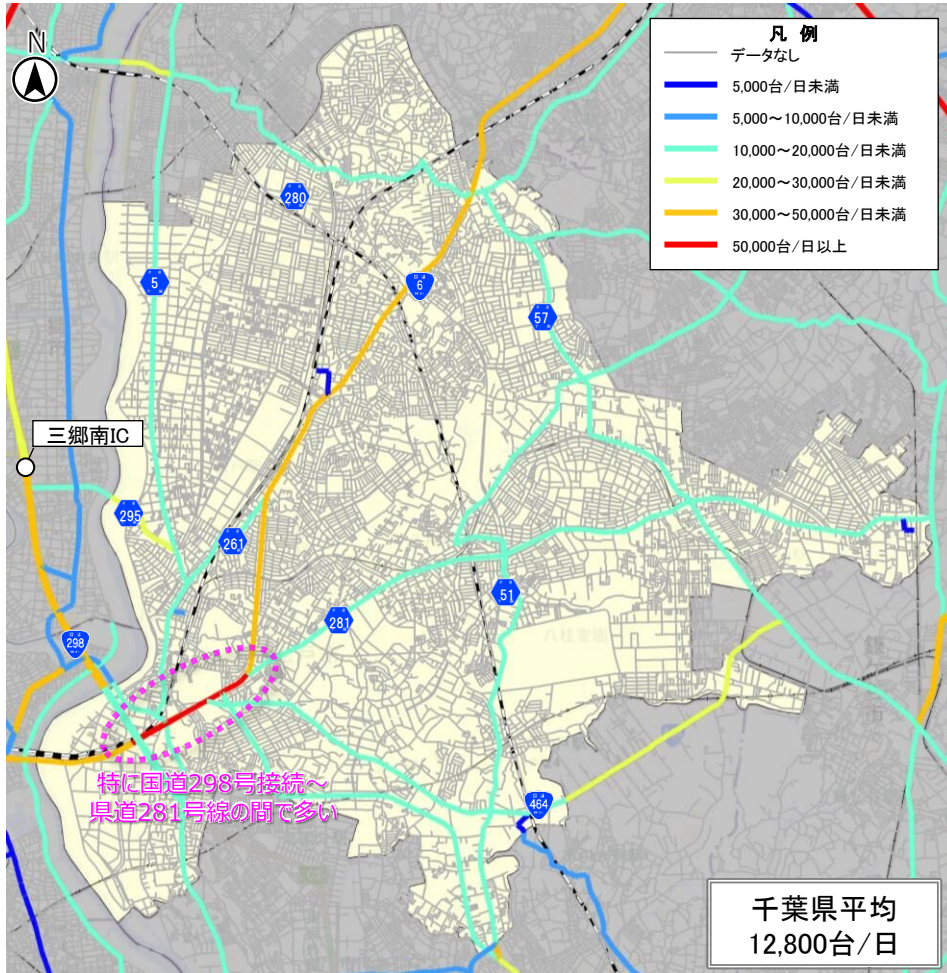 N
凡 例
データなし
5,000台/日未満
5,000～10,000台/日未満
10,000～20,000台/日未満
20,000～30,000台/日未満
30,000～50,000台/日未満
50,000台/日以上
280
5
6
57
三郷南IC
295
261
51
281
八柱霊園
298
特に国道298号接続～
県道281号線の間で多い
464
千葉県平均
12,800台/日